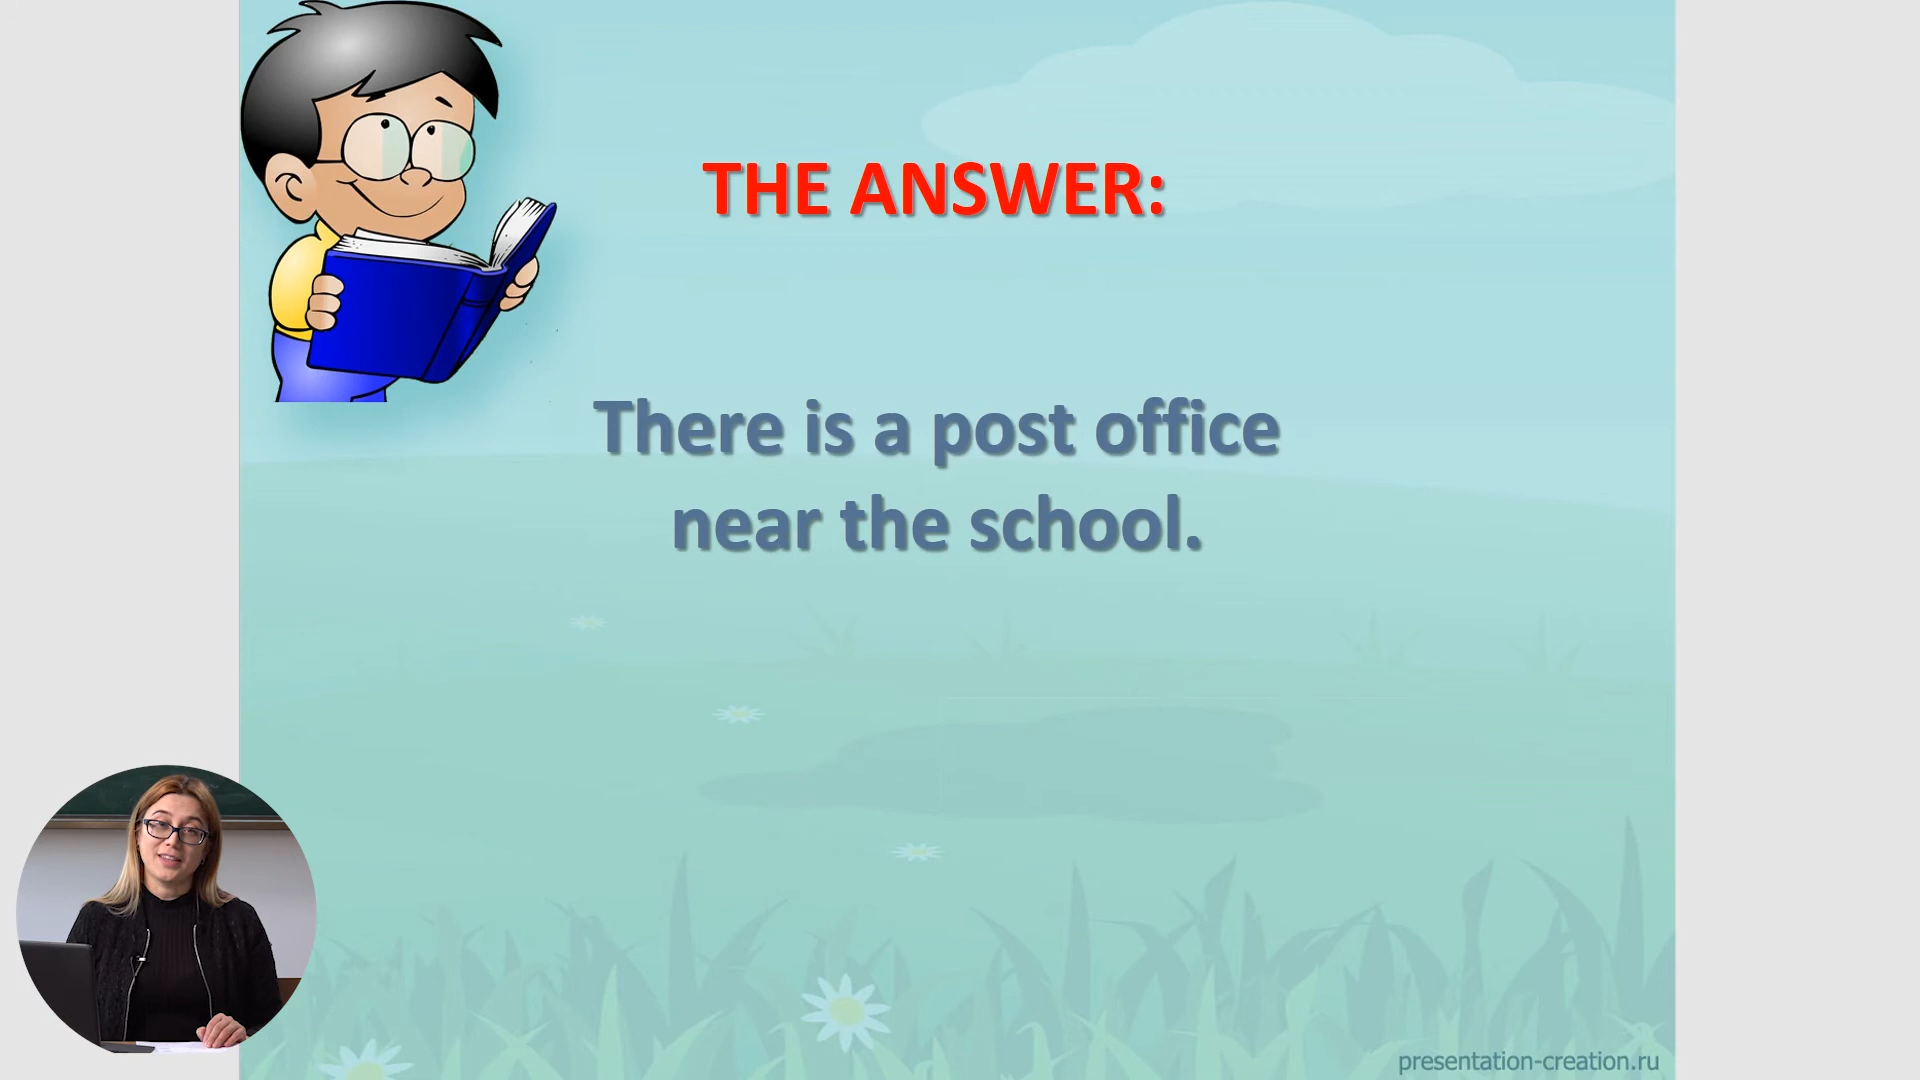 THE ANSWER:
There is a post office
near the school.
presentation-creation.ru